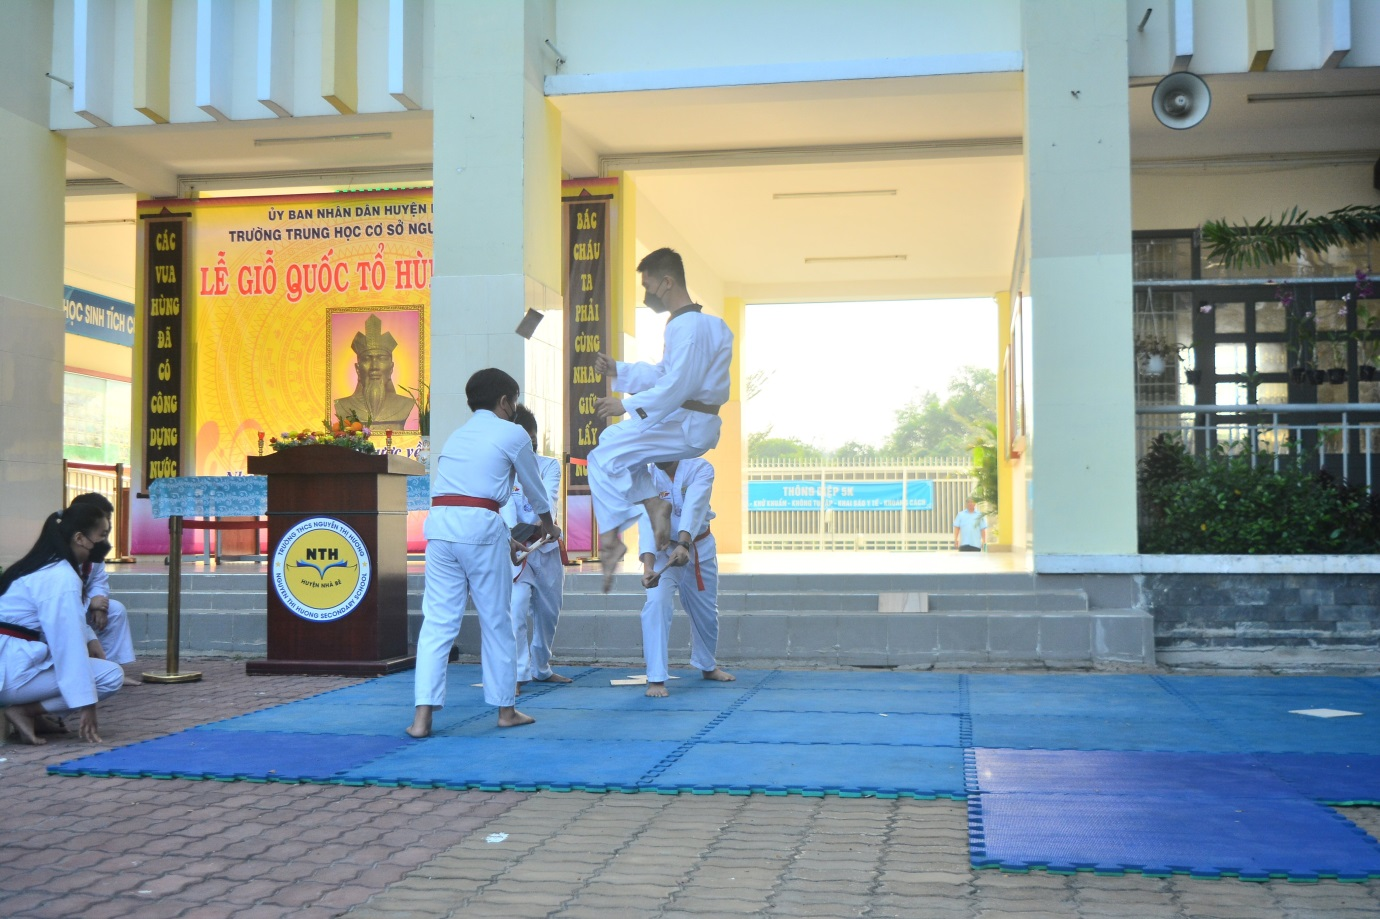 ỦY BAN NHÂN DÂN HUYỆN
TRƯỜNG TRUNG HỌC CƠ SỞ
LỄ GIỖ QUỐC TỔ HÙ
CÁC
VUA
HÙNG
ĐÃ
CÓ
CÔNG
DỰNG
NƯỚC
BÁC
CHÁU
TA
PHẢI
CÙNG
NHAU
GIỮ
LẤY
HỌC SINH TÍCH
TRƯỜNG THCS NGUYỄN THỊ HƯƠNG
NTH
HUYỆN NHÀ BÈ
NGUYEN THI HUONG SECONDARY SCHOOL
THÔNG ĐIỆP 5K